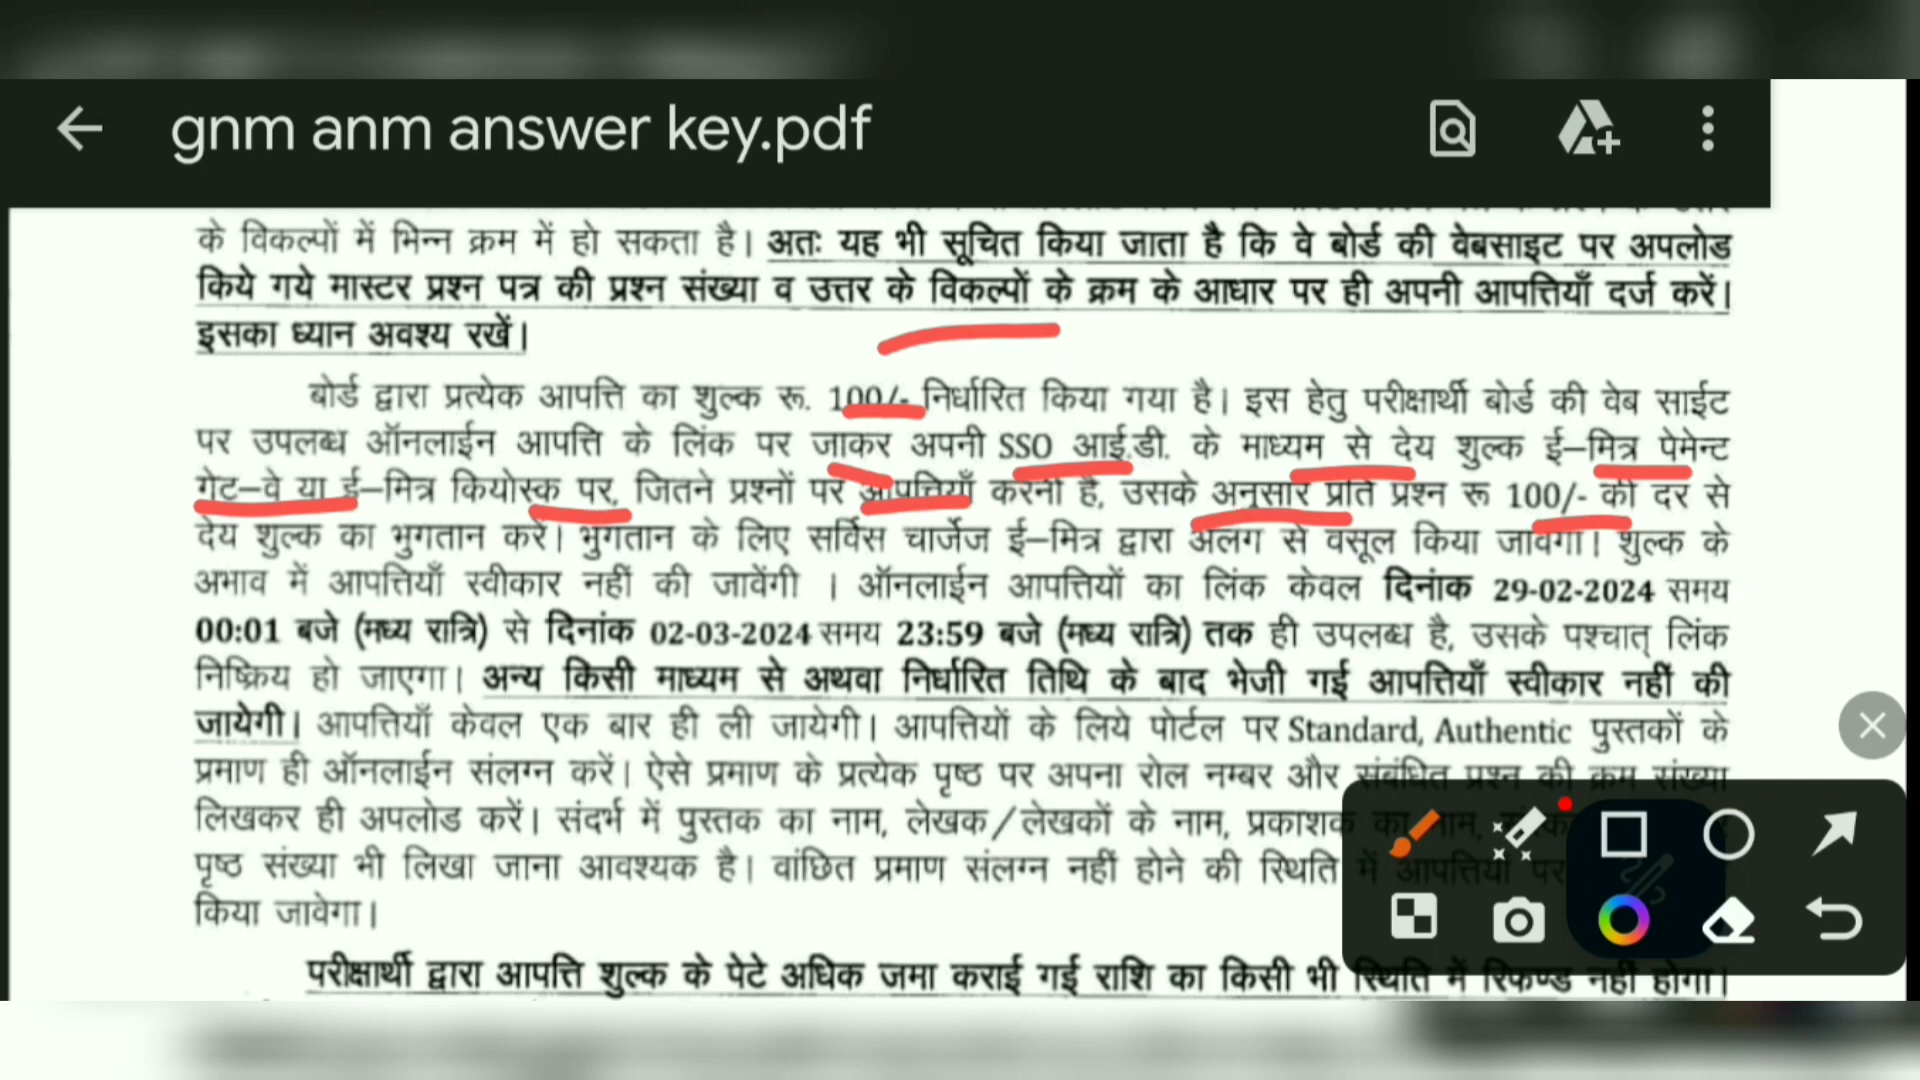 gnm anm answer key.pdf
के विकल्पों में भिन्न क्रम में हो सकता है। अतः यह भी सूचित किया जाता है कि वे बोर्ड की वेबसाइट पर अपलोड
किये गये मास्टर प्रश्न पत्र की प्रश्न संख्या व उत्तर के विकल्पों के क्रम के आधार पर ही अपनी आपत्तियाँ दर्ज करें।
इसका ध्यान अवश्य रखें।
बोर्ड द्वारा प्रत्येक आपत्ति का शुल्क रू. 100/- निर्धारित किया गया है। इस हेतु परीक्षार्थी बोर्ड की वेब साईट
पर उपलब्ध ऑनलाईन आपत्ति के लिंक पर जाकर अपनी SSO आई.डी. के माध्यम से देय शुल्क ई–मित्र पेमेन्ट
गेट–वे या ई–मित्र कियोस्क पर, जितने प्रश्नों पर आपत्तियाँ करनी है, उसके अनुसार प्रति प्रश्न रू 100/- की दर से
देय शुल्क का भुगतान करें। भुगतान के लिए सर्विस चार्जेज ई–मित्र द्वारा अलग से वसूल किया जावेगा। शुल्क के
अभाव में आपत्तियाँ स्वीकार नहीं की जावेंगी । ऑनलाईन आपत्तियों का लिंक केवल दिनांक 29-02-2024 समय
00:01 बजे (मध्य रात्रि) से दिनांक 02-03-2024 समय 23:59 बजे (मध्य रात्रि) तक ही उपलब्ध है, उसके पश्चात् लिंक
निष्क्रिय हो जाएगा। अन्य किसी माध्यम से अथवा निर्धारित तिथि के बाद भेजी गई आपत्तियाँ स्वीकार नहीं की
जायेगी। आपत्तियाँ केवल एक बार ही ली जायेगी। आपत्तियों के लिये पोर्टल पर Standard, Authentic पुस्तकों के
प्रमाण ही ऑनलाईन संलग्न करें। ऐसे प्रमाण के प्रत्येक पृष्ठ पर अपना रोल नम्बर और संबंधित प्रश्न की क्रम संख्या
लिखकर ही अपलोड करें। संदर्भ में पुस्तक का नाम, लेखक/लेखकों के नाम, प्रकाशक का नाम,
पृष्ठ संख्या भी लिखा जाना आवश्यक है। वांछित प्रमाण संलग्न नहीं होने की स्थिति में आपत्तियों पर
किया जावेगा।
परीक्षार्थी द्वारा आपत्ति शुल्क के पेटे अधिक जमा कराई गई राशि का किसी भी स्थिति में रिफण्ड नहीं होगा।